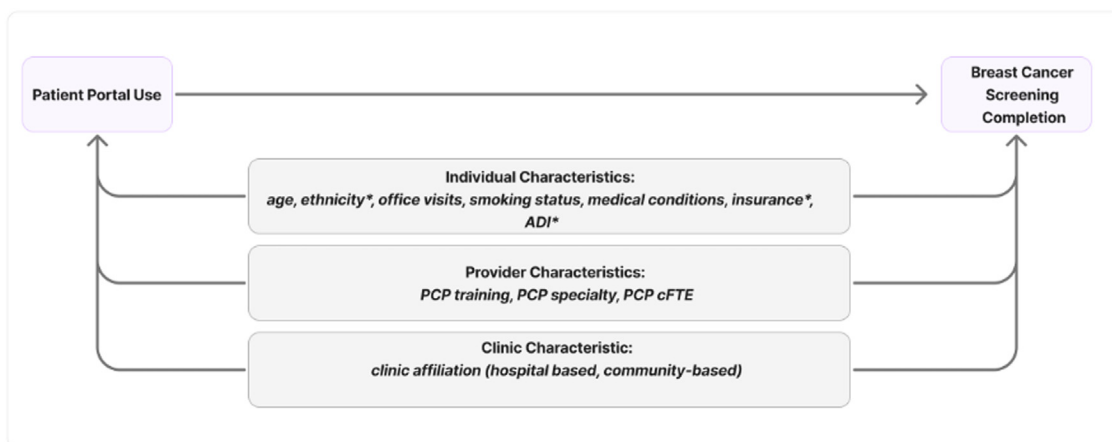 Patient Portal Use
Breast Cancer
Screening
Completion
Individual Characteristics:
age, ethnicity*, office visits, smoking status, medical conditions, insurance*,
ADI*
Provider Characteristics:
PCP training, PCP specialty, PCP cFTE
Clinic Characteristic:
clinic affiliation (hospital based, community-based)